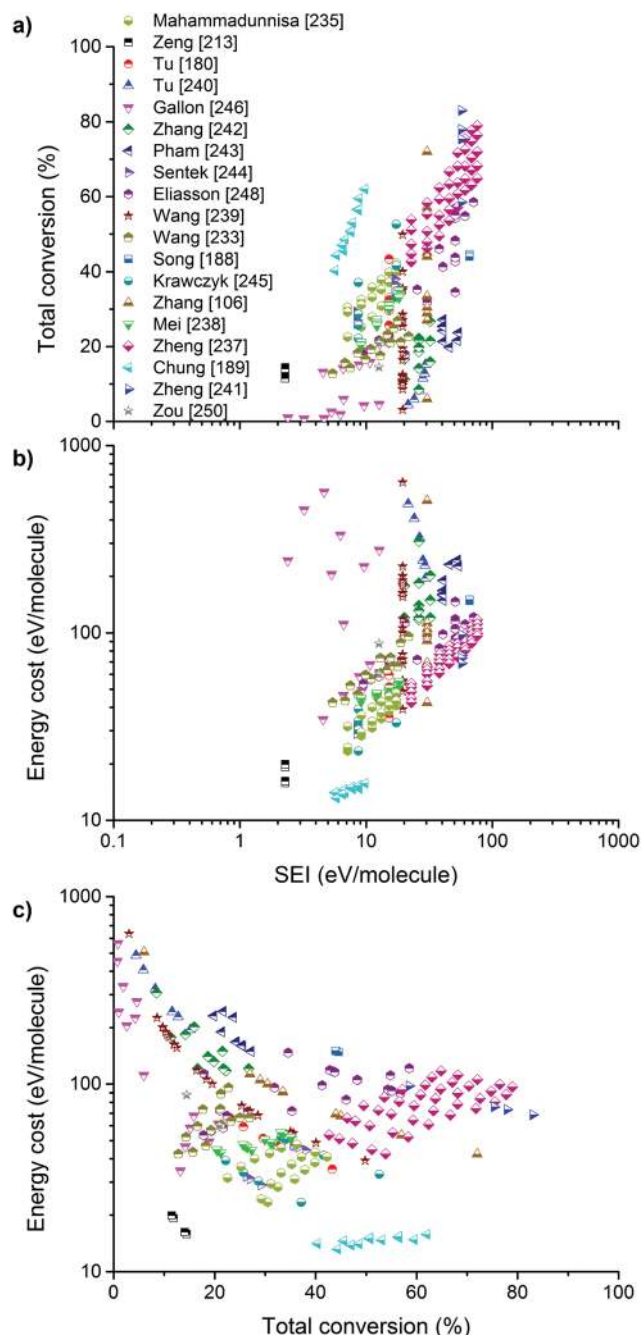 a)
Mahammadunnisa [235]
Zeng [213]
Tu [180]
Tu [240]
Gallon [246]
Zhang [242]
Pham [243]
Sentek [244]
Eliasson [248]
Wang [239]
Wang [233]
Song [188]
Krawczyk [245]
Zhang [106]
Mei [238]
Zheng [237]
Chung [189]
Zheng [241]
Zou [250]
100
80
60
40
20
0
Total conversion (%)
b)
1000
100
10
Energy cost (eV/molecule)
0.1 1 10 100 1000
SEI (eV/molecule)
c)
1000
100
10
Energy cost (eV/molecule)
0 20 40 60 80 100
Total conversion (%)